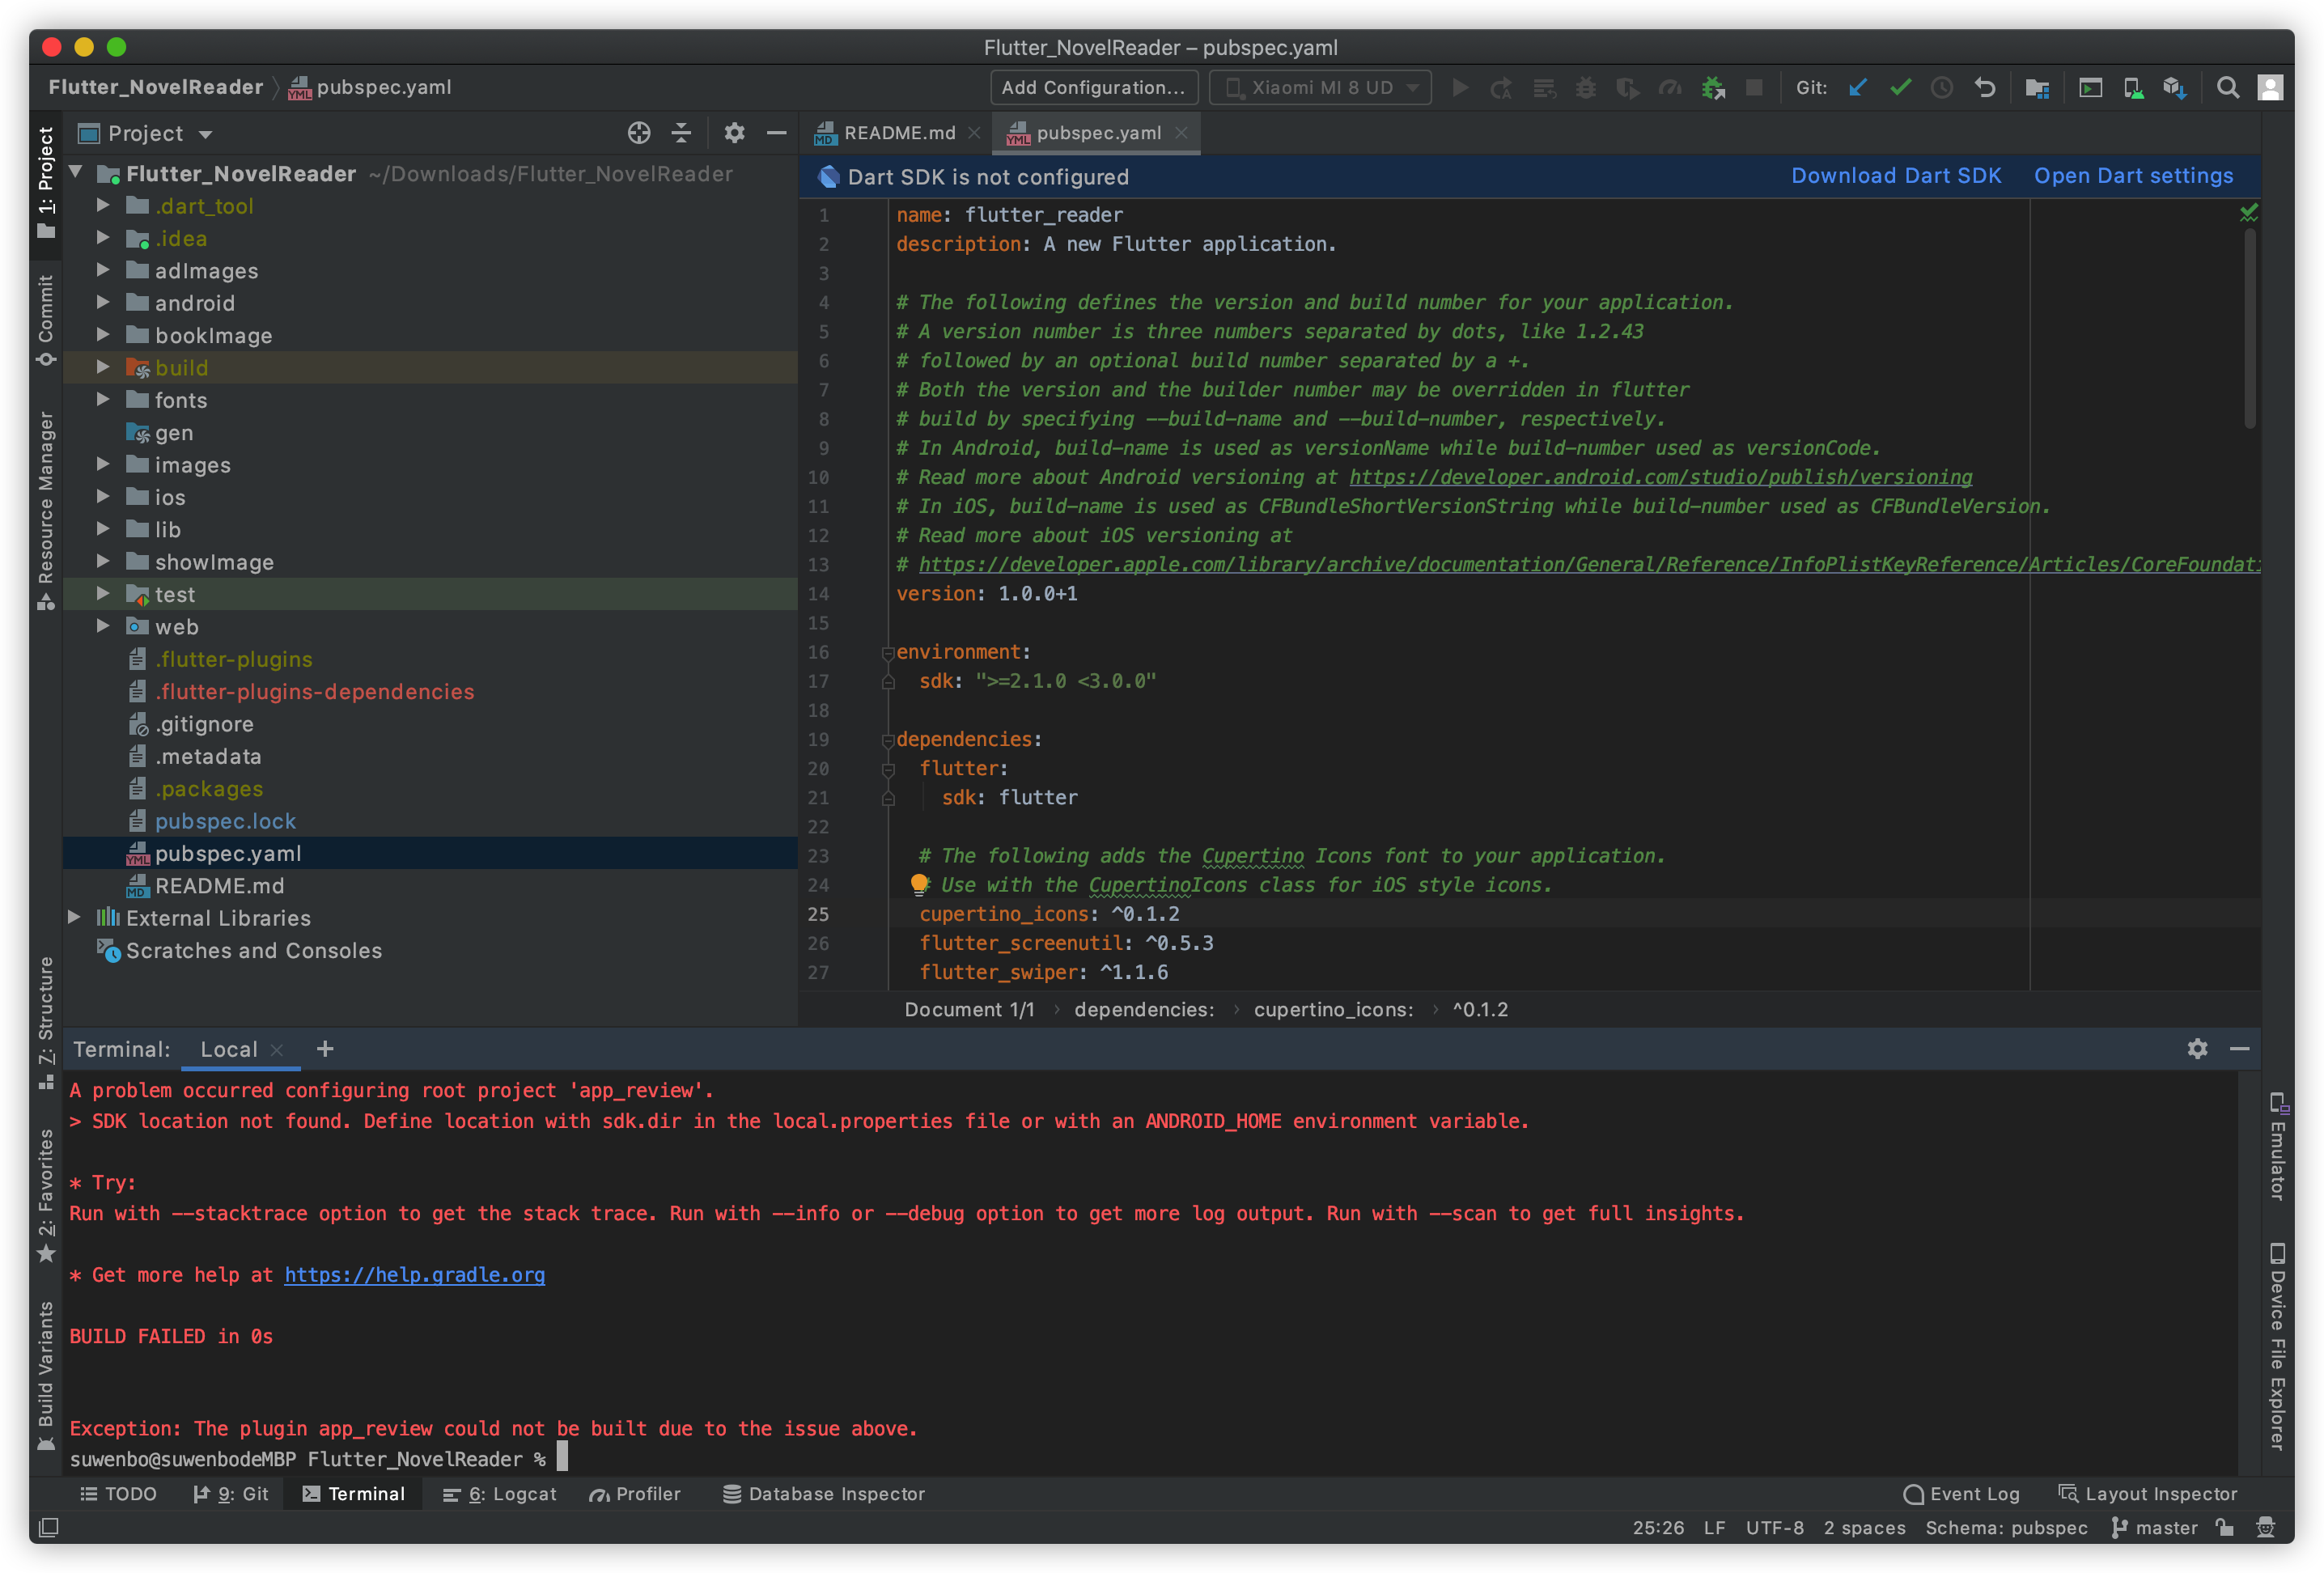 Flutter_NovelReader – pubspec.yaml
Flutter_NovelReader
pubspec.yaml
Add Configuration...
Xiaomi MI 8 UD
Git:
1: Project
Commit
Resource Manager
Z: Structure
2: Favorites
Build Variants
Project
Flutter_NovelReader ~/Downloads/Flutter_NovelReader
.dart_tool
.idea
adImages
android
bookImage
build
fonts
gen
images
ios
lib
showImage
test
web
.flutter-plugins
.flutter-plugins-dependencies
.gitignore
.metadata
.packages
pubspec.lock
pubspec.yaml
README.md
External Libraries
Scratches and Consoles
README.md
pubspec.yaml
Dart SDK is not configured
Download Dart SDK
Open Dart settings
1 name: flutter_reader
2 description: A new Flutter application.
3
4 # The following defines the version and build number for your application.
5 # A version number is three numbers separated by dots, like 1.2.43
6 # followed by an optional build number separated by a +.
7 # Both the version and the builder number may be overridden in flutter
8 # build by specifying --build-name and --build-number, respectively.
9 # In Android, build-name is used as versionName while build-number used as versionCode.
10 # Read more about Android versioning at https://developer.android.com/studio/publish/versioning
11 # In iOS, build-name is used as CFBundleShortVersionString while build-number used as CFBundleVersion.
12 # Read more about iOS versioning at
13 # https://developer.apple.com/library/archive/documentation/General/Reference/InfoPlistKeyReference/Articles/CoreFoundati
14 version: 1.0.0+1
15
16 environment:
17 sdk: ">=2.1.0 <3.0.0"
18
19 dependencies:
20 flutter:
21 sdk: flutter
22
23 # The following adds the Cupertino Icons font to your application.
24 # Use with the CupertinoIcons class for iOS style icons.
25 cupertino_icons: ^0.1.2
26 flutter_screenutil: ^0.5.3
27 flutter_swiper: ^1.1.6
Document 1/1 › dependencies: › cupertino_icons: › ^0.1.2
Terminal: Local
A problem occurred configuring root project 'app_review'.
> SDK location not found. Define location with sdk.dir in the local.properties file or with an ANDROID_HOME environment variable.
* Try:
Run with --stacktrace option to get the stack trace. Run with --info or --debug option to get more log output. Run with --scan to get full insights.
* Get more help at https://help.gradle.org
BUILD FAILED in 0s
Exception: The plugin app_review could not be built due to the issue above.
suwenbo@suwenbodeMBP Flutter_NovelReader %
Emulator
Device File Explorer
TODO
9: Git
Terminal
6: Logcat
Profiler
Database Inspector
Event Log
Layout Inspector
25:26 LF UTF-8 2 spaces Schema: pubspec master